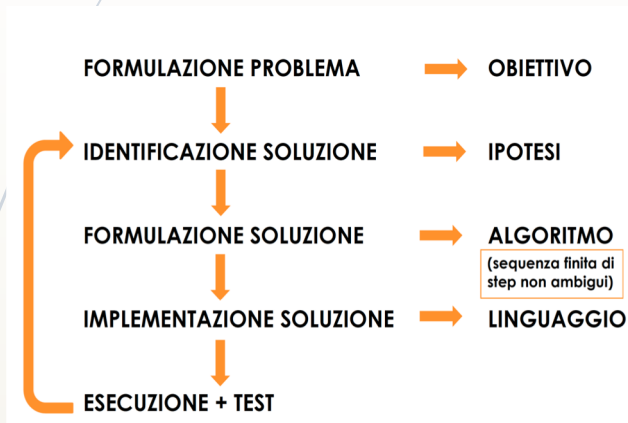 FORMULAZIONE PROBLEMA
OBIETTIVO
IDENTIFICAZIONE SOLUZIONE
IPOTESI
FORMULAZIONE SOLUZIONE
ALGORITMO
(sequenza finita di
step non ambigui)
IMPLEMENTAZIONE SOLUZIONE
LINGUAGGIO
ESECUZIONE + TEST